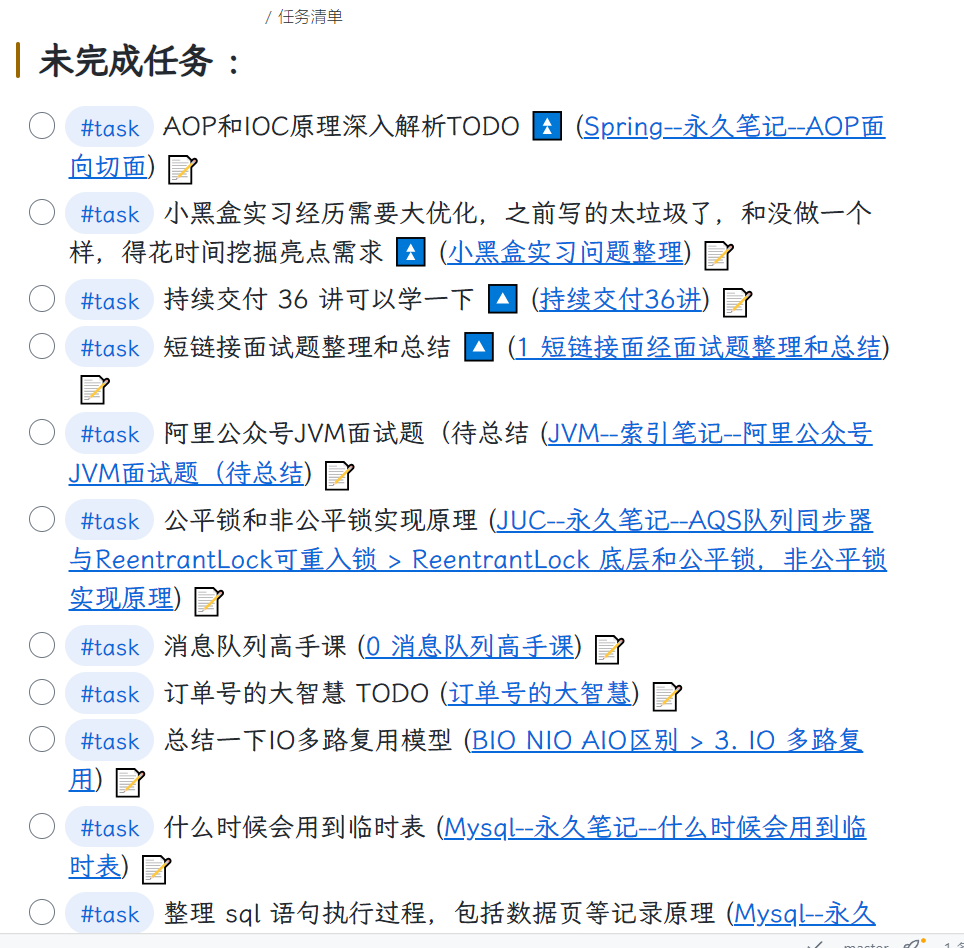 / 任务清单
未完成任务：
#task AOP和IOC原理深入解析TODO ⏫ (Spring--永久笔记--AOP面
向切面) 📝
#task 小黑盒实习经历需要大优化，之前写的太垃圾了，和没做一个
样，得花时间挖掘亮点需求 ⏫ (小黑盒实习问题整理) 📝
#task 持续交付 36 讲可以学一下 🔼 (持续交付36讲) 📝
#task 短链接面试题整理和总结 🔼 (1 短链接面经面试题整理和总结)
📝
#task 阿里公众号JVM面试题（待总结 (JVM--索引笔记--阿里公众号
JVM面试题（待总结) 📝
#task 公平锁和非公平锁实现原理 (JUC--永久笔记--AQS队列同步器
与ReentrantLock可重入锁 > ReentrantLock 底层和公平锁，非公平锁
实现原理) 📝
#task 消息队列高手课 (0 消息队列高手课) 📝
#task 订单号的大智慧 TODO (订单号的大智慧) 📝
#task 总结一下IO多路复用模型 (BIO NIO AIO区别 > 3. IO 多路复
用) 📝
#task 什么时候会用到临时表 (Mysql--永久笔记--什么时候会用到临
时表) 📝
#task 整理 sql 语句执行过程，包括数据页等记录原理 (Mysql--永久
master